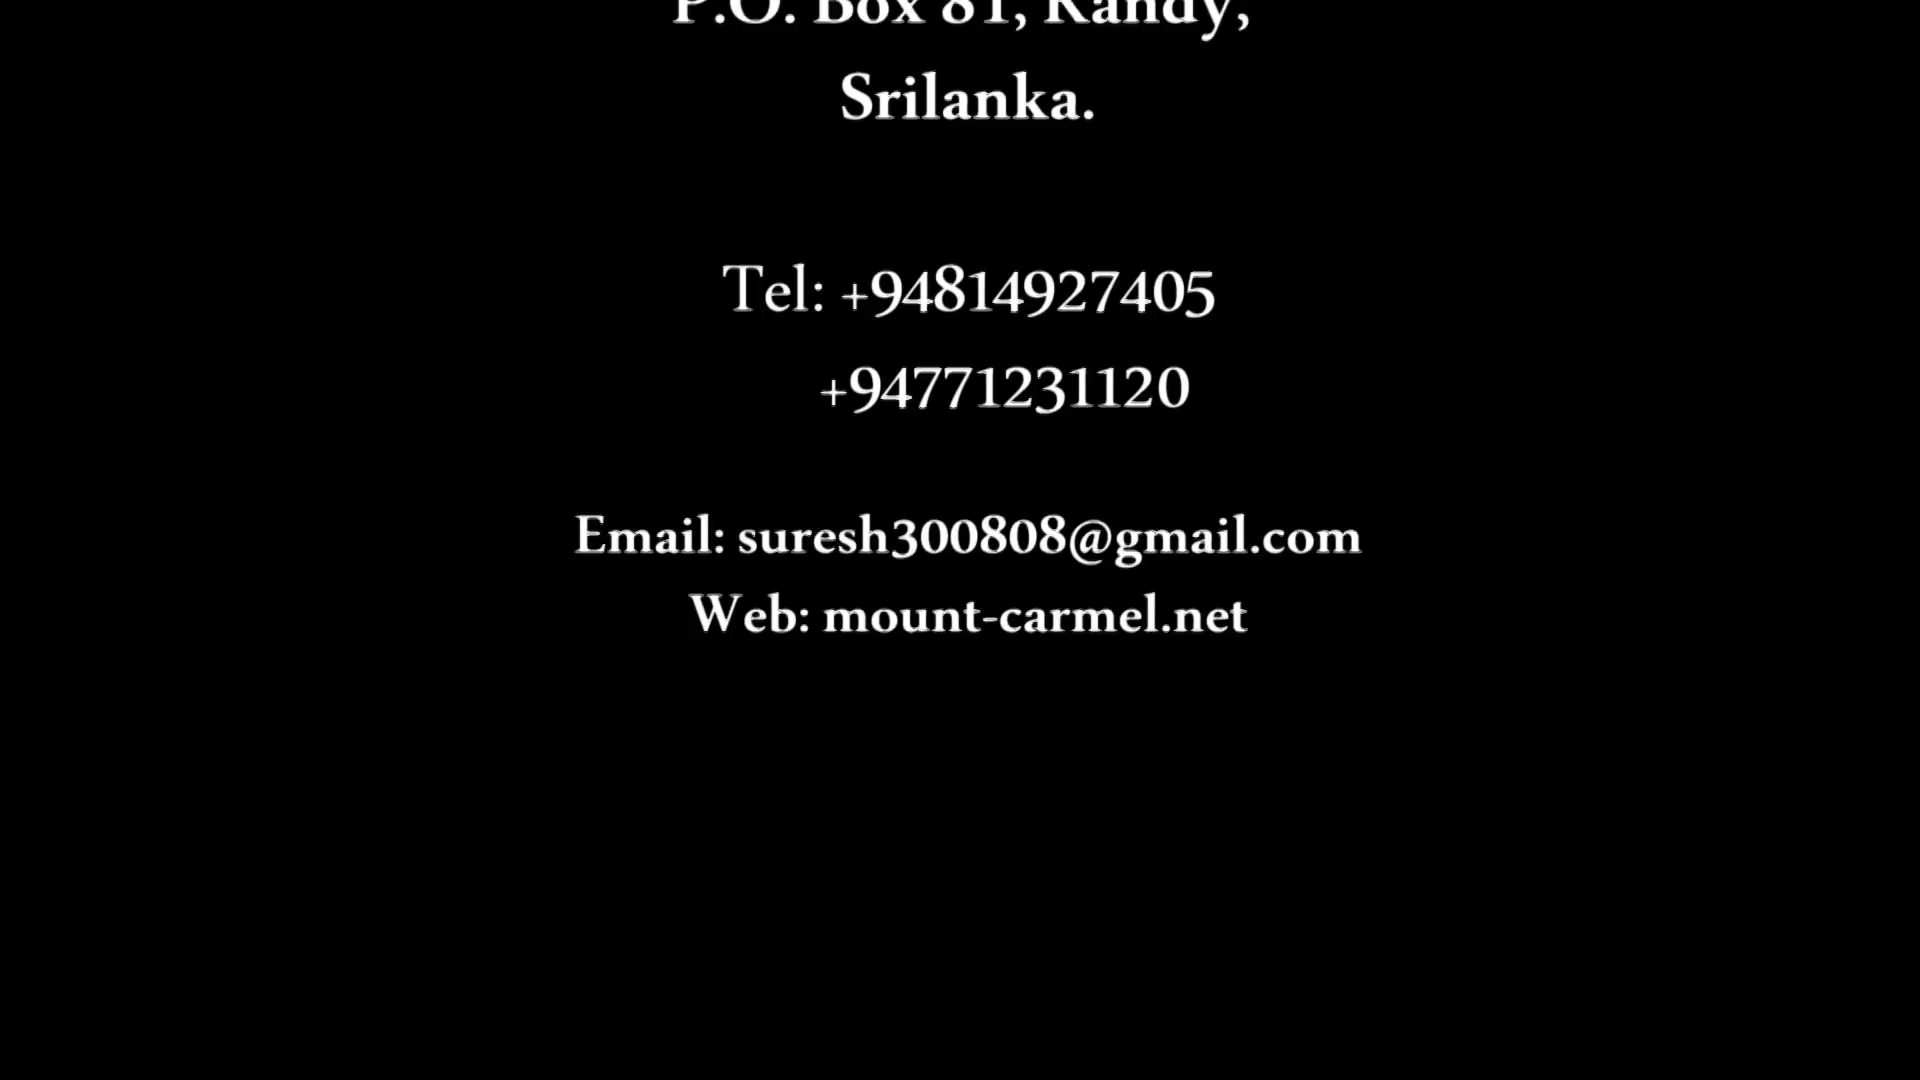 P.O. Box 81, Kandy,
Srilanka.
Tel: +94814927405
+94771231120
Email: suresh300808@gmail.com
Web: mount-carmel.net